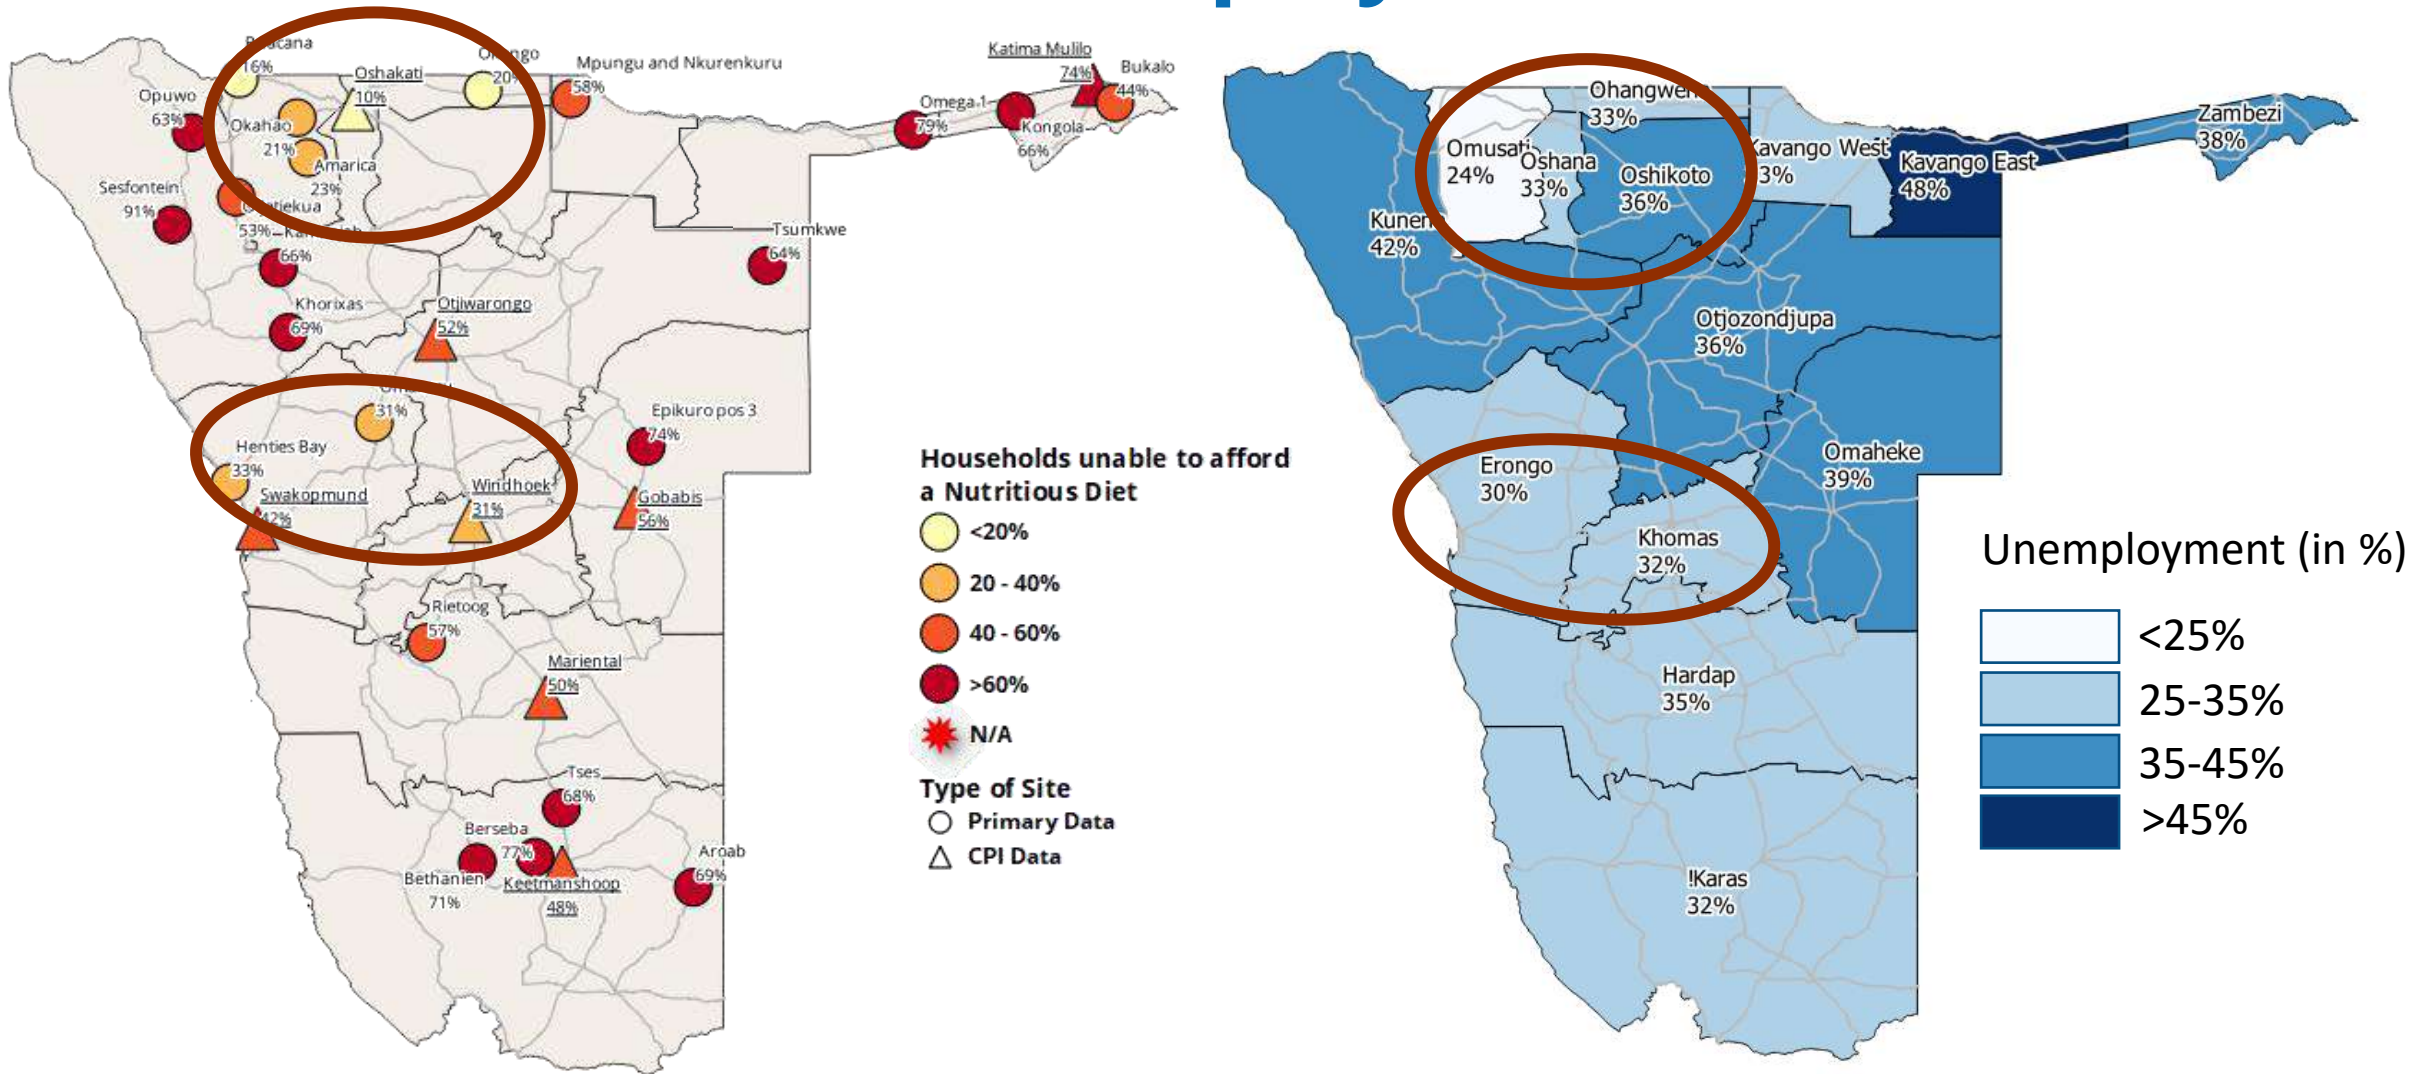 16%
Oshakati
10%
20%
Mpungu and Nkurenkuru
58%
Katima Mulilo
74%
Bukalo
44%
Opuwo
63%
Okahao
21%
Amarica
23%
Omega 1
79%
Kongola
66%
Sesfontein
91%
53%
66%
Tsumkwe
64%
Khorixas
69%
Otjiwarongo
52%
31%
Epikuro pos 3
74%
Henties Bay
33%
Swakopmund
42%
Windhoek
31%
Gobabis
56%
Rietoog
57%
Mariental
50%
Tses
68%
Berseba
77%
Bethanien
71%
Keetmanshoop
48%
Aroab
69%
Households unable to afford
a Nutritious Diet
<20%
20 - 40%
40 - 60%
>60%
N/A
Type of Site
Primary Data
CPI Data
Ohangwena
33%
Omusati
24%
Oshana
33%
Oshikoto
36%
Kavango West
Kavango East
48%
Zambezi
38%
Kunene
42%
Otjozondjupa
36%
Erongo
30%
Khomas
32%
Omaheke
39%
Hardap
35%
!Karas
32%
Unemployment (in %)
<25%
25-35%
35-45%
>45%